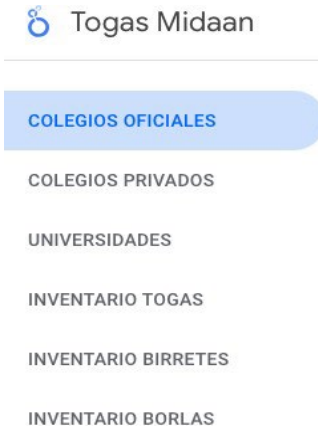 Togas Midaan
COLEGIOS OFICIALES
COLEGIOS PRIVADOS
UNIVERSIDADES
INVENTARIO TOGAS
INVENTARIO BIRRETES
INVENTARIO BORLAS